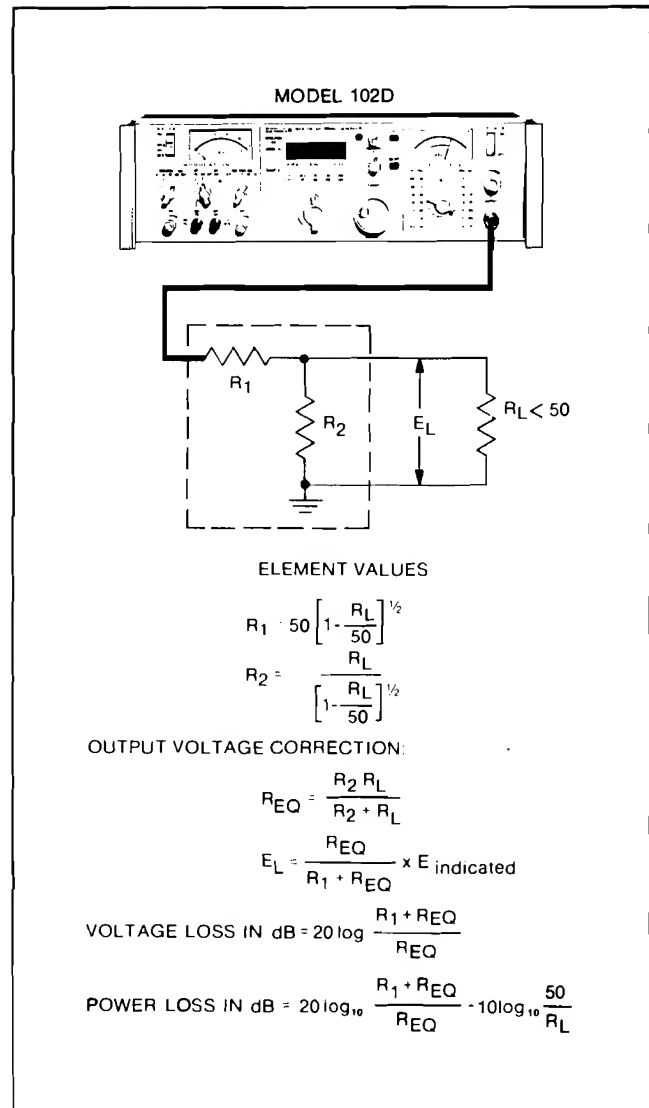 MODEL 102D
R1
R2
EL
RL < 50
ELEMENT VALUES
R1 = 50 [1 - RL/50]^½
R2 = RL / [1 - RL/50]^½
OUTPUT VOLTAGE CORRECTION:
REQ = R2 RL / R2 + RL
EL = REQ / R1 + REQ x E indicated
VOLTAGE LOSS IN dB = 20 log R1 + REQ / REQ
POWER LOSS IN dB = 20 log10 R1 + REQ / REQ - 10 log10 50 / RL